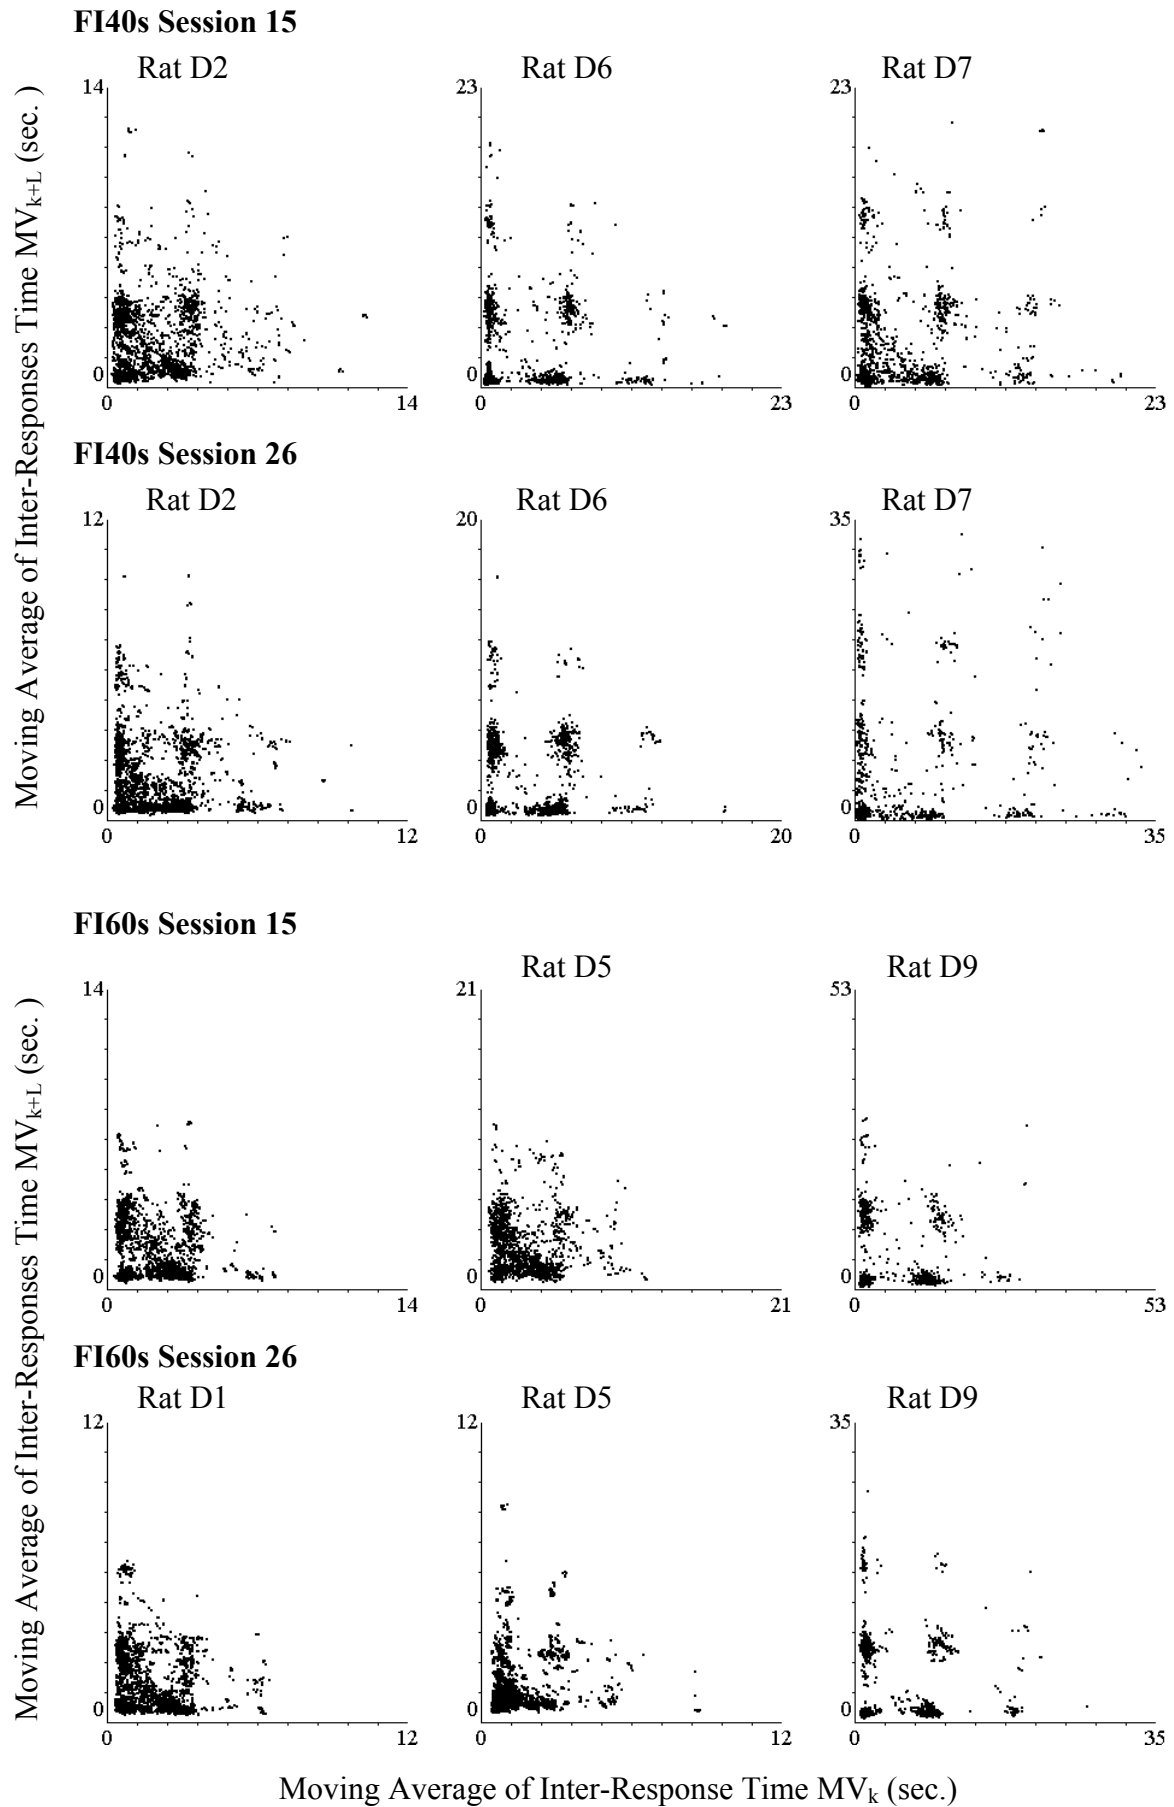 FI40s Session 15
Rat D2
Rat D6
Rat D7
14
0
0
14
23
0
0
23
23
0
0
23
FI40s Session 26
Rat D2
Rat D6
Rat D7
12
0
0
12
20
0
0
20
35
0
0
35
Moving Average of Inter-Responses Time MVk+L (sec.)
FI60s Session 15
Rat D5
Rat D9
14
0
0
14
21
0
0
21
53
0
0
53
FI60s Session 26
Rat D1
Rat D5
Rat D9
12
0
0
12
12
0
0
12
35
0
0
35
Moving Average of Inter-Responses Time MVk+L (sec. )
Moving Average of Inter-Response Time MVk (sec.)